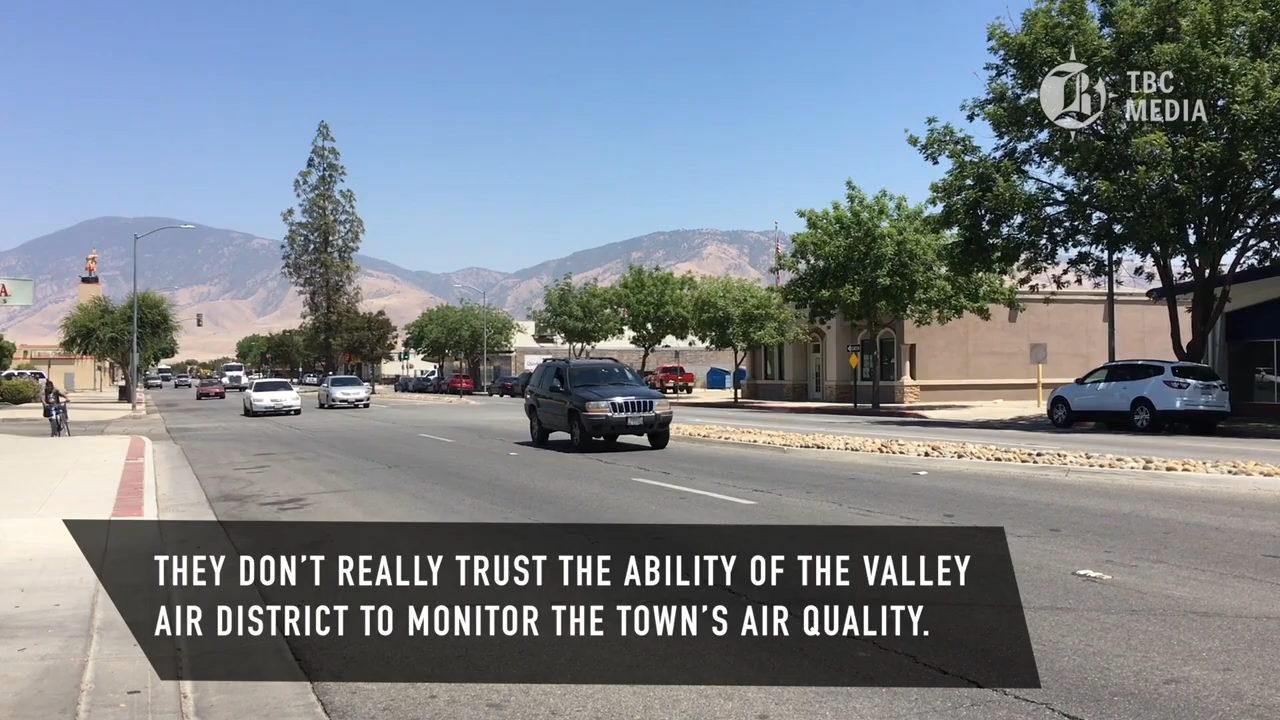 TBC
MEDIA
A
THEY DON'T REALLY TRUST THE ABILITY OF THE VALLEY
AIR DISTRICT TO MONITOR THE TOWN'S AIR QUALITY.